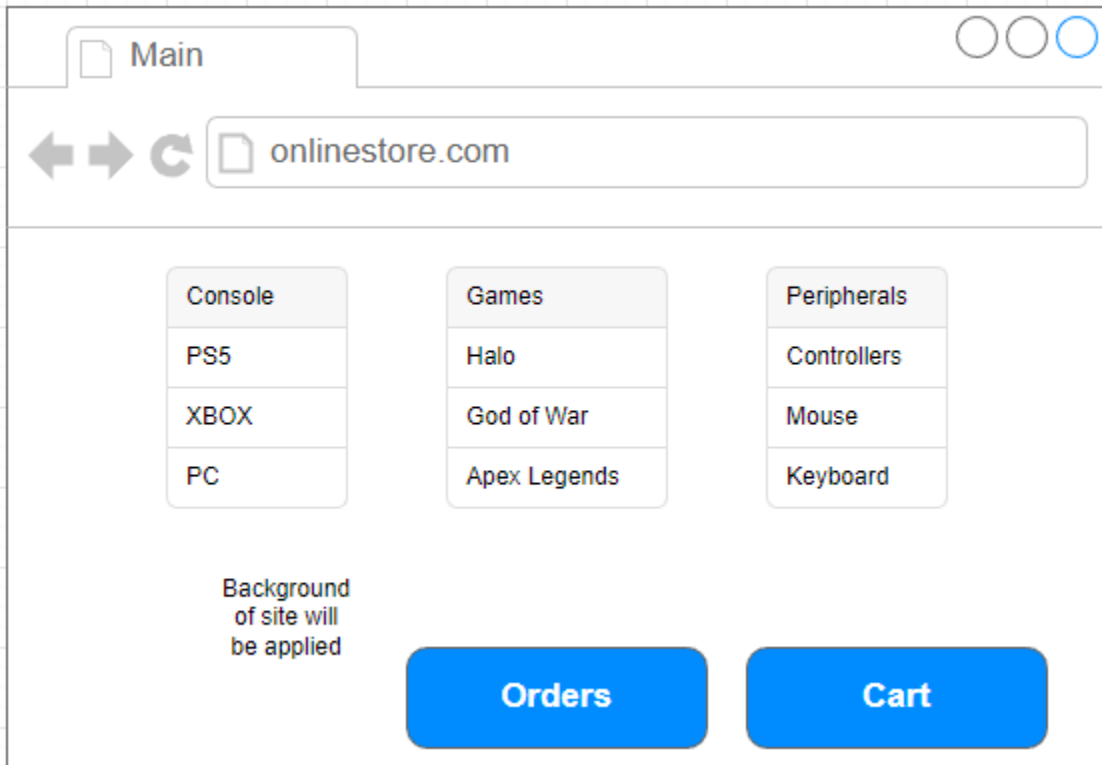 Main
onlinestore.com
Console
PS5
XBOX
PC
Games
Halo
God of War
Apex Legends
Peripherals
Controllers
Mouse
Keyboard
Background
of site will
be applied
Orders
Cart